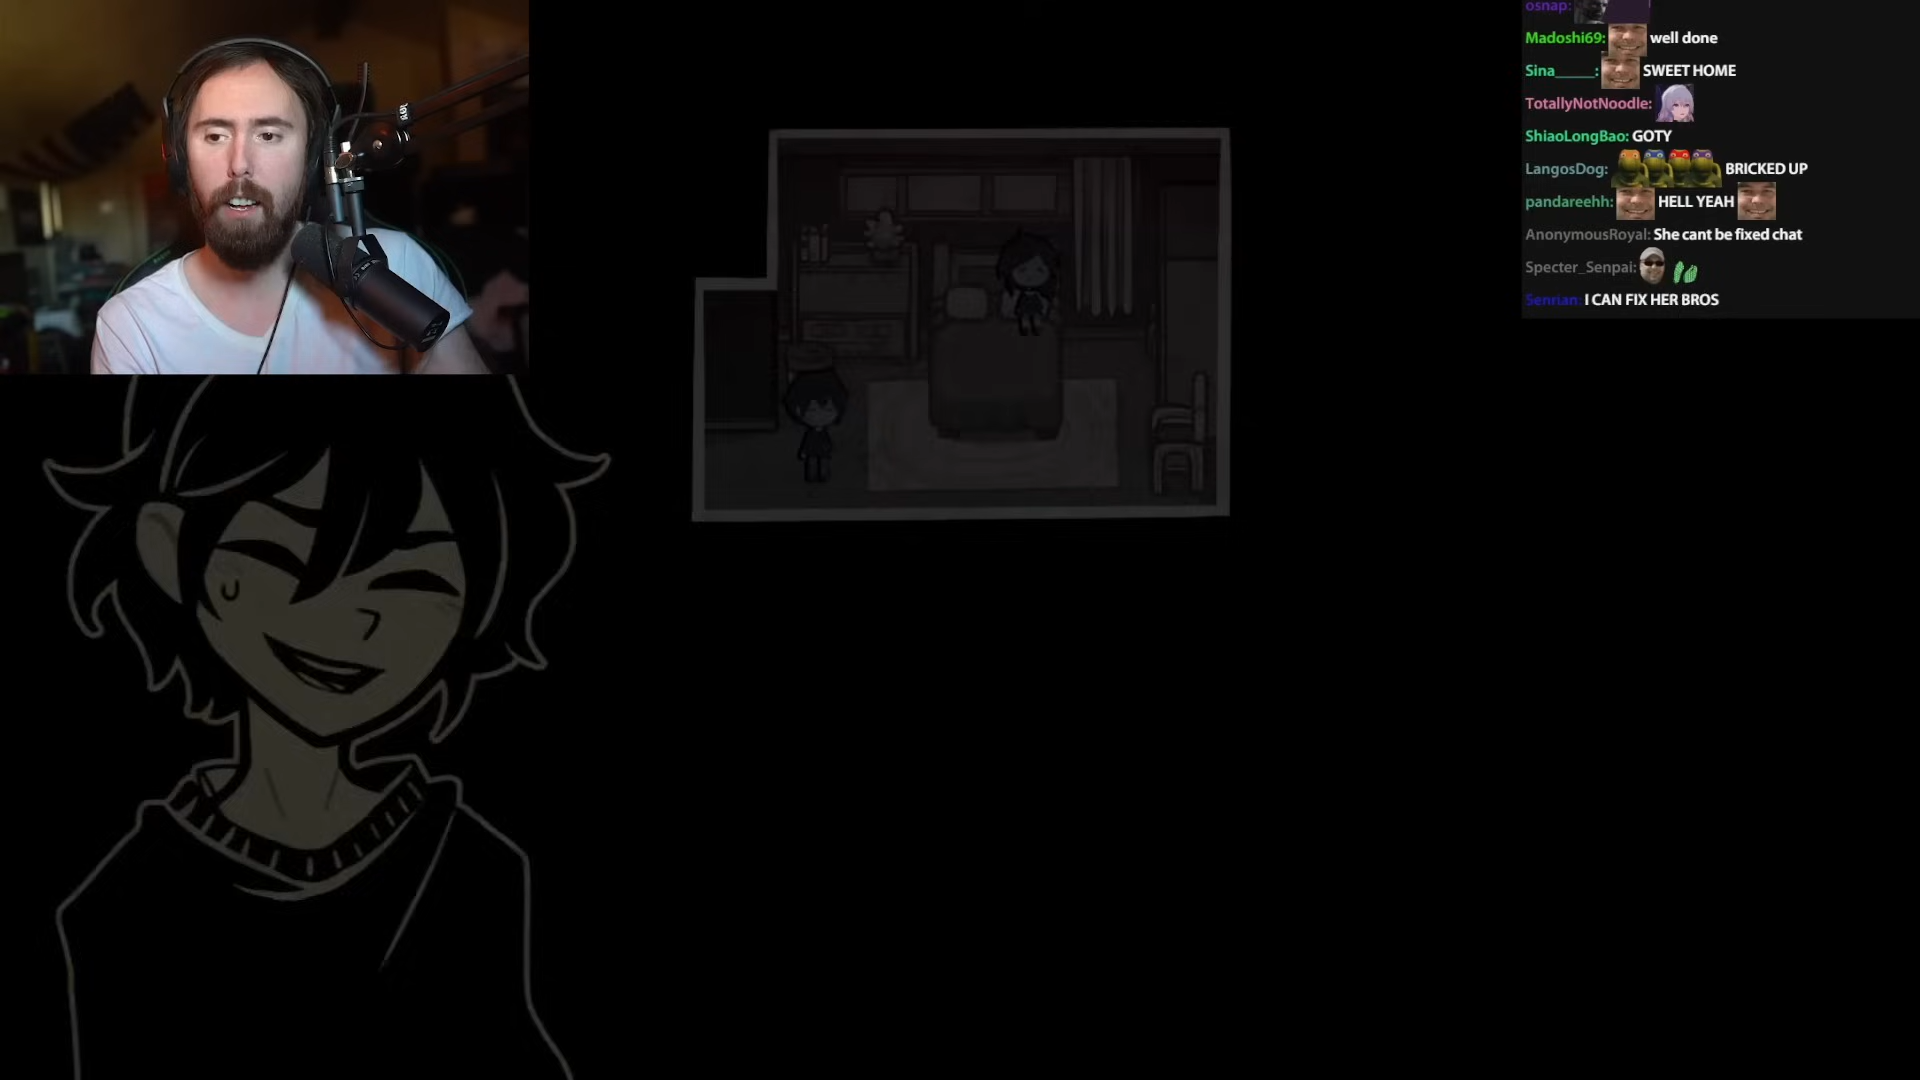 osnap:
Madoshi69: well done
Sina_____: SWEET HOME
TotallyNotNoodle:
ShiaoLongBao: GOTY
LangosDog: BRICKED UP
pandareehh: HELL YEAH
AnonymousRoyal: She cant be fixed chat
Specter_Senpai:
Senrian: I CAN FIX HER BROS